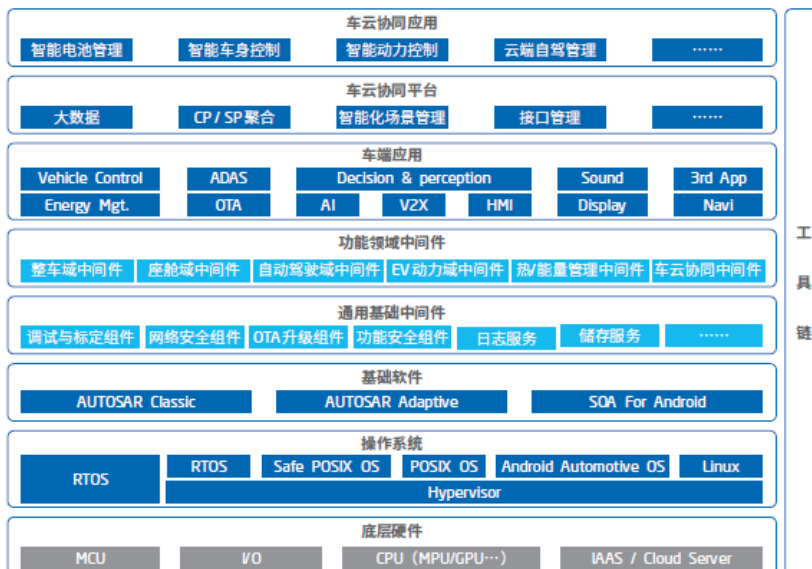 车云协同应用
智能电池管理 智能车身控制 智能动力控制 云端自驾管理 ……
车云协同平台
大数据 CP / SP聚合 智能化场景管理 接口管理 ……
车端应用
Vehicle Control ADAS Decision & perception Sound 3rd App
Energy Mgt. OTA AI V2X HMI Display Navi
功能领域中间件
整车域中间件 座舱域中间件 自动驾驶域中间件 EV动力域中间件 热/能量管理中间件 车云协同中间件
通用基础中间件
调试与标定组件 网络安全组件 OTA升级组件 功能安全组件 日志服务 储存服务 ……
基础软件
AUTOSAR Classic AUTOSAR Adaptive SOA For Android
操作系统
RTOS RTOS Safe POSIX OS POSIX OS Android Automotive OS Linux
Hypervisor
底层硬件
MCU I/O CPU（MPU/GPU…） IAAS / Cloud Server
工
具
链